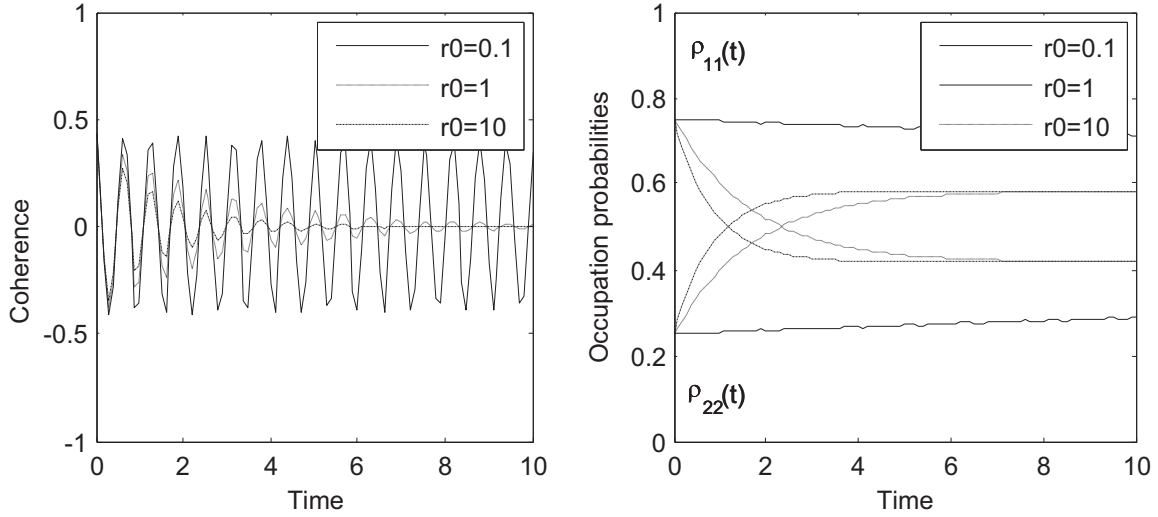 1
0.5
0
-0.5
-1
0 2 4 6 8 10
Coherence
Time
r0=0.1
r0=1
r0=10
1
0.8
0.6
0.4
0.2
0
0 2 4 6 8 10
Occupation probabilities
Time
ρ11(t)
r0=0.1
r0=1
r0=10
ρ22(t)